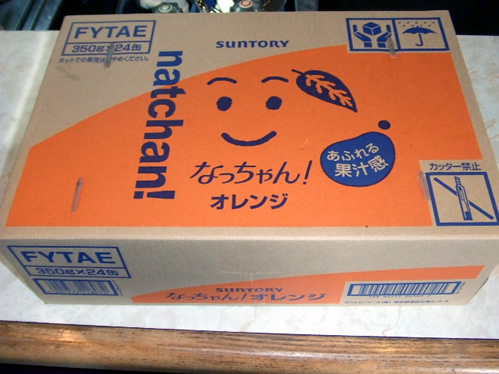 FYTAE
350g×24缶
SUNTORY
natchan!
なっちゃん!
オレンジ
あふれる
果汁感
カッター禁止
FYTAE
350g×24缶
SUNTORY
なっちゃん!オレンジ